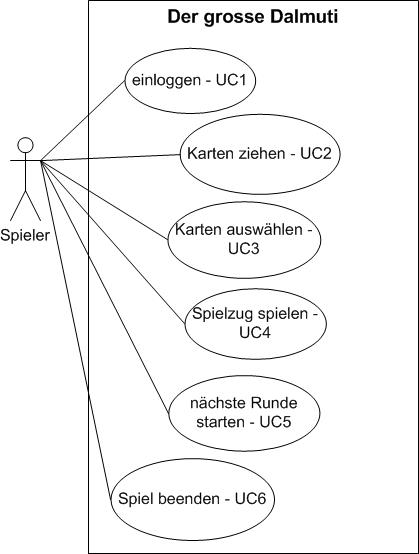 Der grosse Dalmuti
einloggen - UC1
Karten ziehen - UC2
Spieler
Karten auswählen -
UC3
Spielzug spielen -
UC4
nächste Runde
starten - UC5
Spiel beenden - UC6